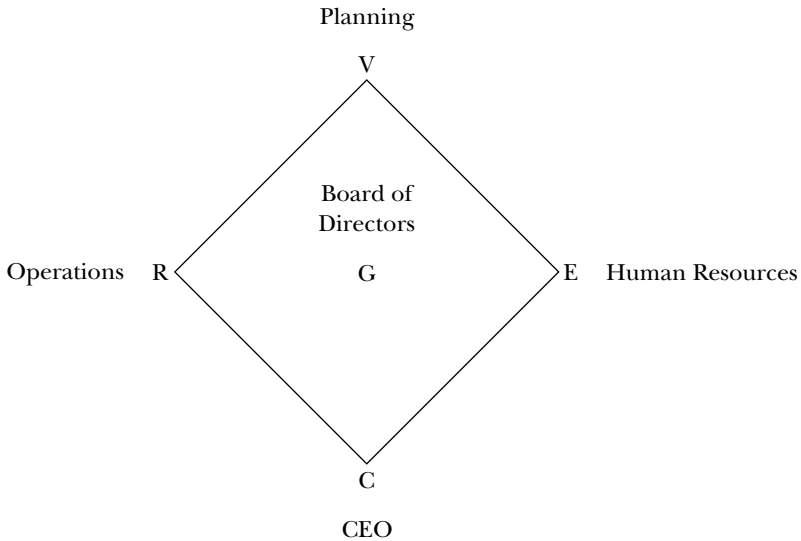 Planning
V
Board of
Directors
Operations R G E Human Resources
C
CEO